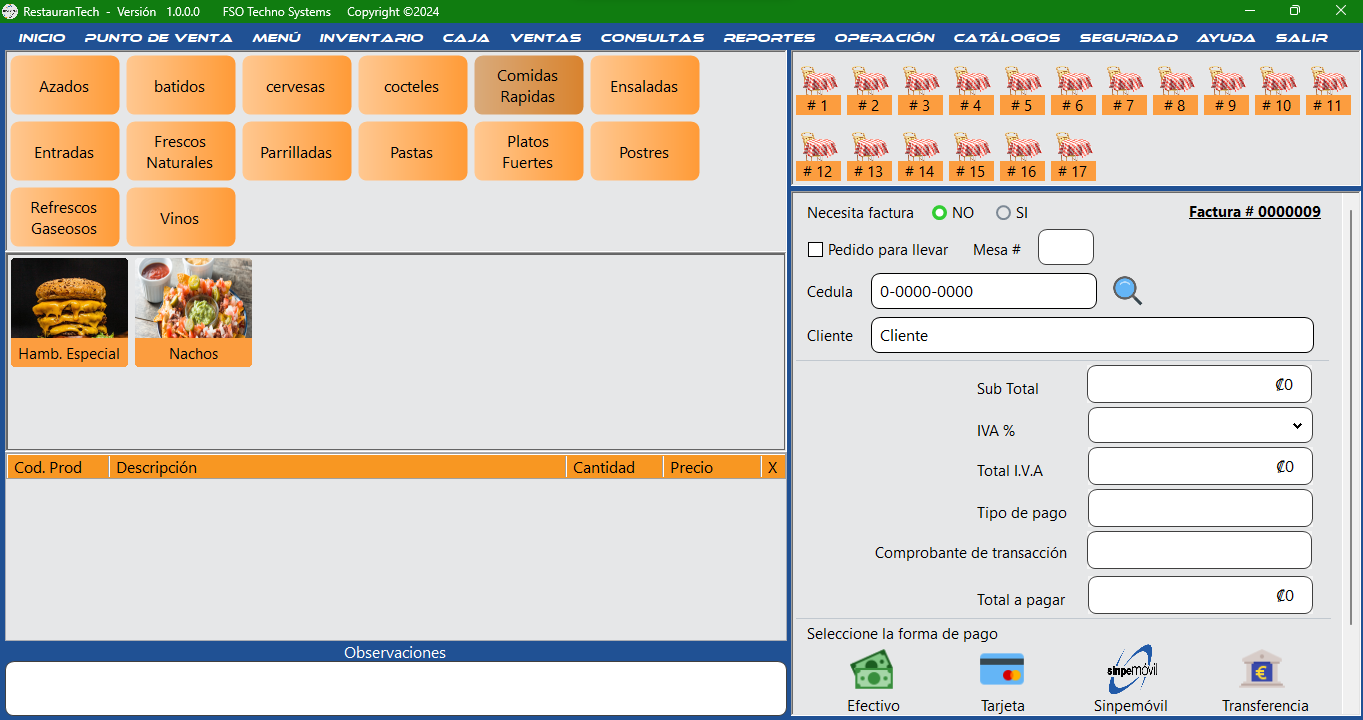 RestauranTech - Versión 1.0.0.0 FSO Techno Systems Copyright ©2024
INICIO PUNTO DE VENTA MENÚ INVENTARIO CAJA VENTAS CONSULTAS REPORTES OPERACIÓN CATÁLOGOS SEGURIDAD AYUDA SALIR
Azados
batidos
cervesas
cocteles
Comidas
Rapidas
Ensaladas
Entradas
Frescos
Naturales
Parrilladas
Pastas
Platos
Fuertes
Postres
Refrescos
Gaseosos
Vinos
Hamb. Especial
Nachos
Cod. Prod Descripción Cantidad Precio X
Observaciones
# 1 # 2 # 3 # 4 # 5 # 6 # 7 # 8 # 9 # 10 # 11
# 12 # 13 # 14 # 15 # 16 # 17
Necesita factura NO SI Factura # 0000009
Pedido para llevar Mesa #
Cedula 0-0000-0000
Cliente Cliente
Sub Total ₡0
IVA %
Total I.V.A ₡0
Tipo de pago
Comprobante de transacción
Total a pagar ₡0
Seleccione la forma de pago
sinpemóvil
€
Efectivo Tarjeta Sinpemóvil Transferencia